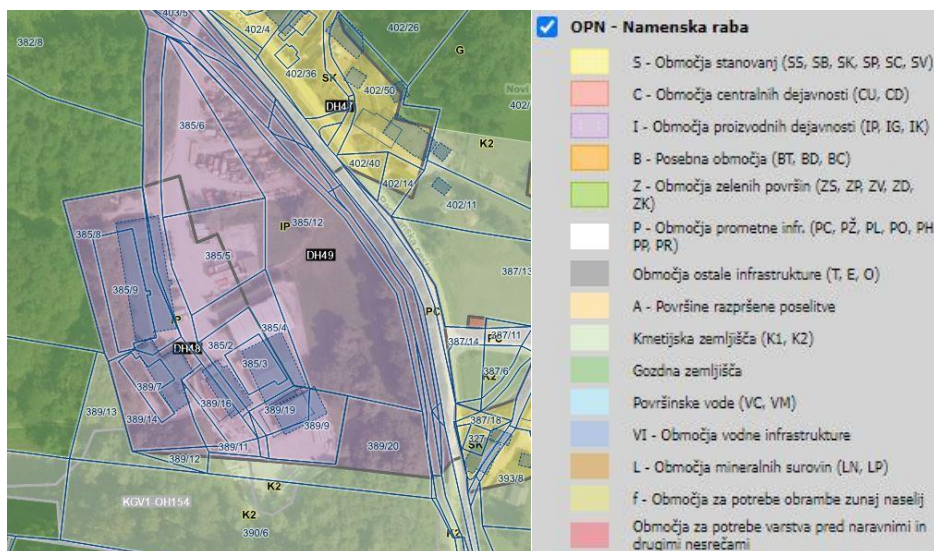 403/5
402/4
402/26
382/8
G
402/36
SK
402/50
Novi
DH47
402/
385/6
K2
402/40
402/14
402/11
385/8
IP
385/12
385/5
DH49
387/13
385/9
PC
IP
385/4
387/14
387/11
PC
DH48
385/2
385/3
387/6
K2
389/7
389/16
389/13
389/14
389/19
389/9
387/18
389/11
389/20
327
SK
389/12
393/8
KGV1-OH154
K2
K2
390/6
K2
OPN - Namenska raba
S - Območja stanovanj (SS, SB, SK, SP, SC, SV)
C - Območja centralnih dejavnosti (CU, CD)
I - Območja proizvodnih dejavnosti (IP, IG, IK)
B - Posebna območja (BT, BD, BC)
Z - Območja zelenih površin (ZS, ZP, ZV, ZD,
ZK)
P - Območja prometne infr. (PC, PŽ, PL, PO, PH
PP, PR)
Območja ostale infrastrukture (T, E, O)
A - Površine razpršene poselitve
Kmetijska zemljišča (K1, K2)
Gozdna zemljišča
Površinske vode (VC, VM)
VI - Območja vodne infrastrukture
L - Območja mineralnih surovin (LN, LP)
f - Območja za potrebe obrambe zunaj naselij
Območja za potrebe varstva pred naravnimi in
drugimi nesrečami